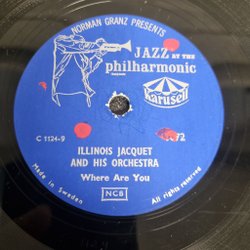 NORMAN GRANZ PRESENTS
JAZZ AT THE
philharmonic
Karusell
C 1124-9
72
ILLINOIS JACQUET
AND HIS ORCHESTRA
Where Are You
Made in Sweden
NCB
All rights reserved